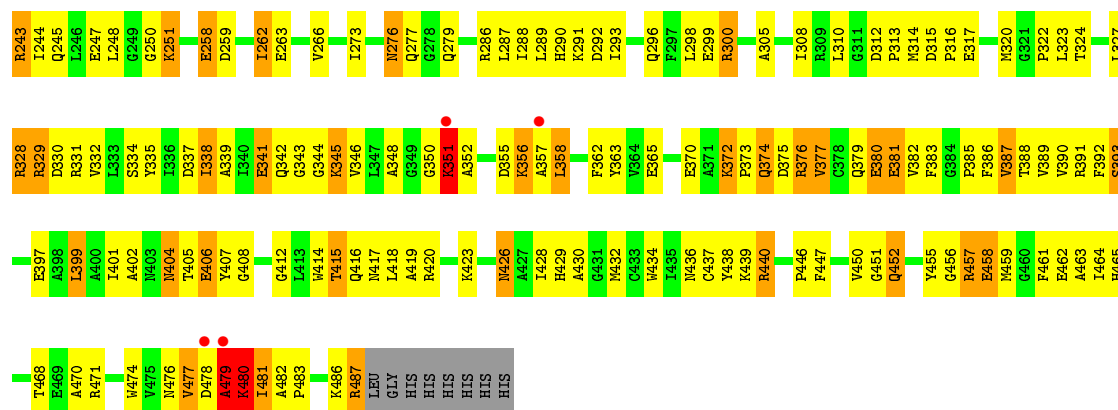 R243 I244 Q245 L246 E247 L248 G249 G250 K251 E258 D259 I262 E263 V266 I273 N276 Q277 G278 Q279 R286 L287 I288 L289 H290 K291 D292 I293 Q296 F297 L298 E299 R300 A305 I308 R309 L310 G311 D312 P313 M314 D315 P316 E317 M320 G321 P322 L323 T324
R328 R329 D330 R331 V332 L333 S334 Y335 I336 D337 I338 A339 I340 E341 Q342 G343 G344 K345 V346 L347 A348 G349 G350 K351 A352 D355 K356 A357 L358 F362 Y363 V364 E365 E370 A371 K372 P373 Q374 D375 R376 V377 C378 Q379 E380 E381 V382 F383 G384 P385 F386 V387 T388 V389 V390 R391 F392
E397 A398 L399 A400 I401 A402 N403 N404 T405 E406 Y407 G408 G412 L413 W414 T415 Q416 N417 L418 A419 R420 K423 N426 A427 I428 H429 A430 G431 M432 C433 W434 I435 N436 C437 Y438 K439 R440 P446 F447 V450 G451 Q452 Y455 G456 R457 E458 M459 G460 F461 E462 A463 I464
T468 E469 A470 R471 W474 V475 N476 V477 D478 A479 K480 I481 A482 P483 K486 R487 LEU GLY HIS HIS HIS HIS HIS HIS